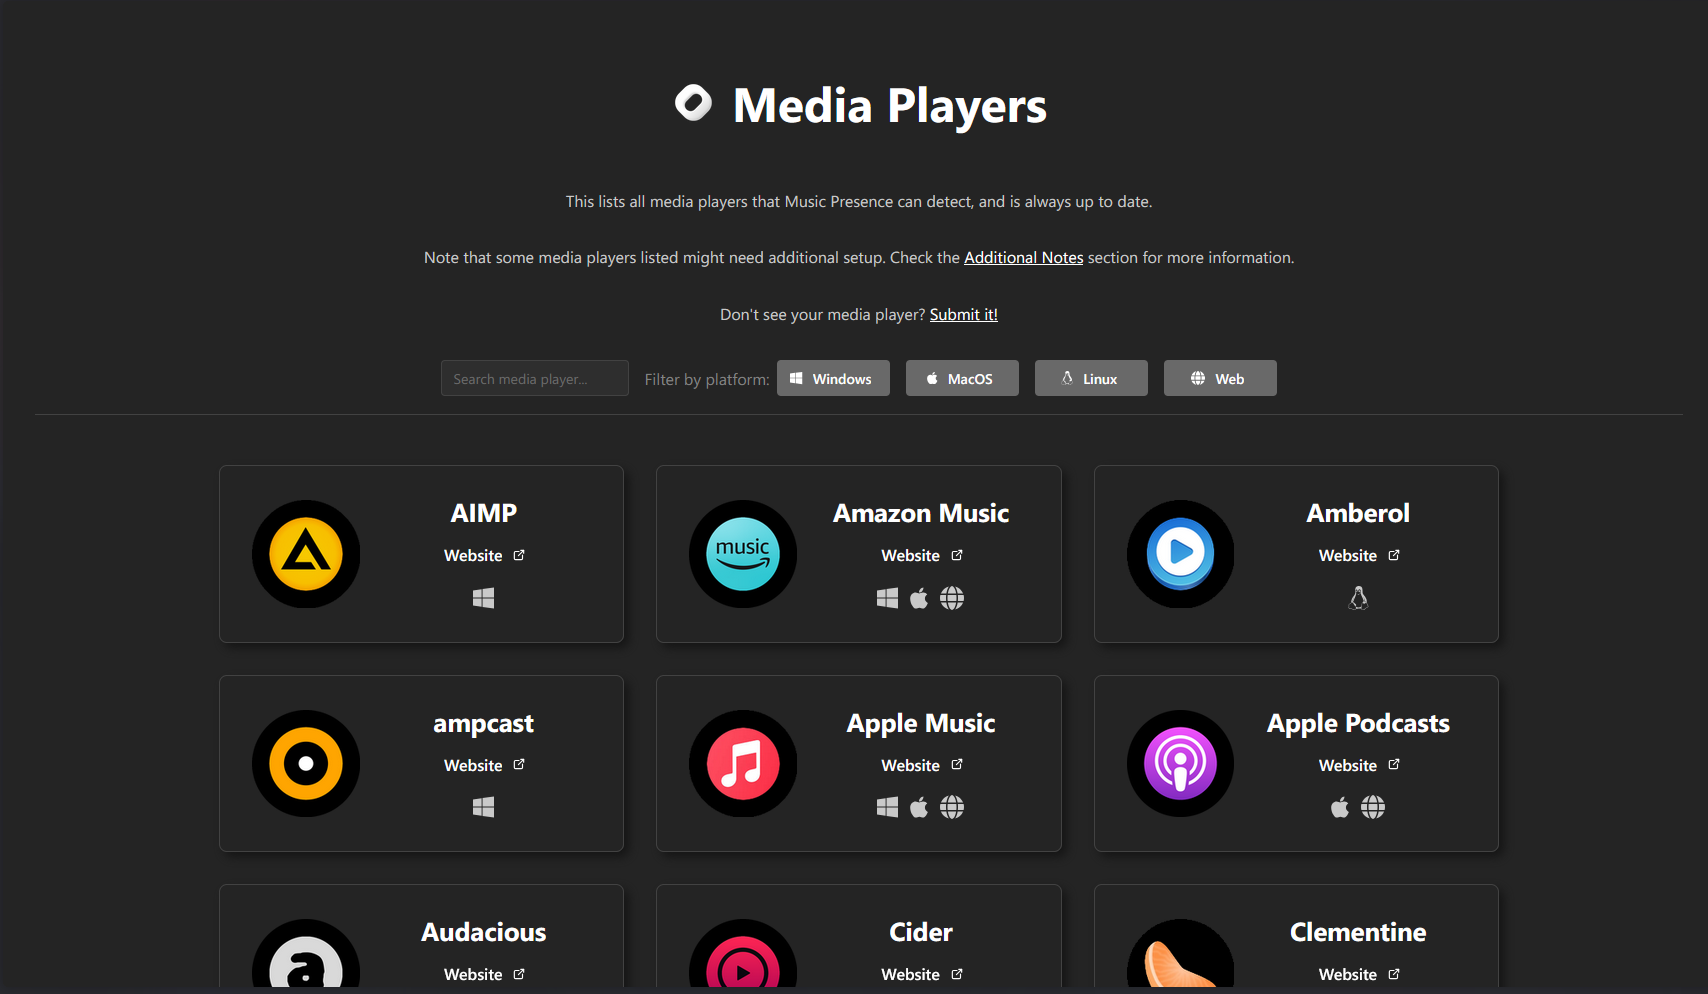 Media Players
This lists all media players that Music Presence can detect, and is always up to date.
Note that some media players listed might need additional setup. Check the Additional Notes section for more information.
Don't see your media player? Submit it!
Search media player... Filter by platform: Windows MacOS Linux Web
AIMP
Website
Amazon Music
Website
music
Amberol
Website
ampcast
Website
Apple Music
Website
Apple Podcasts
Website
Audacious
Website
a
Cider
Website
Clementine
Website